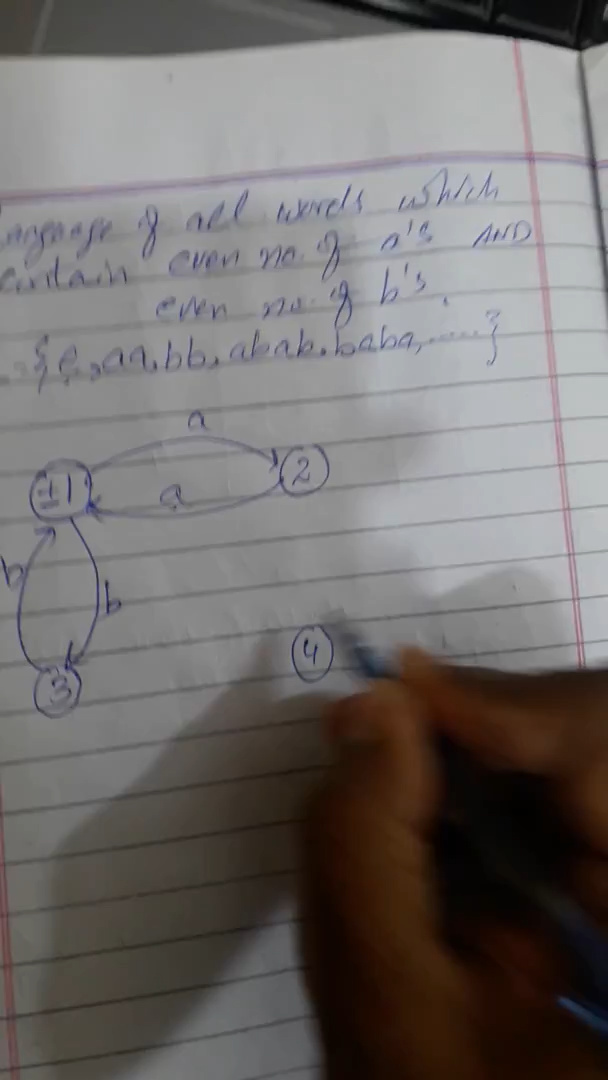 language of all words which
contain even no. of a's AND
even no. of b's.
= {e, aa, bb, abab, baba, ....}
a
±1
a
2
b
b
3
4